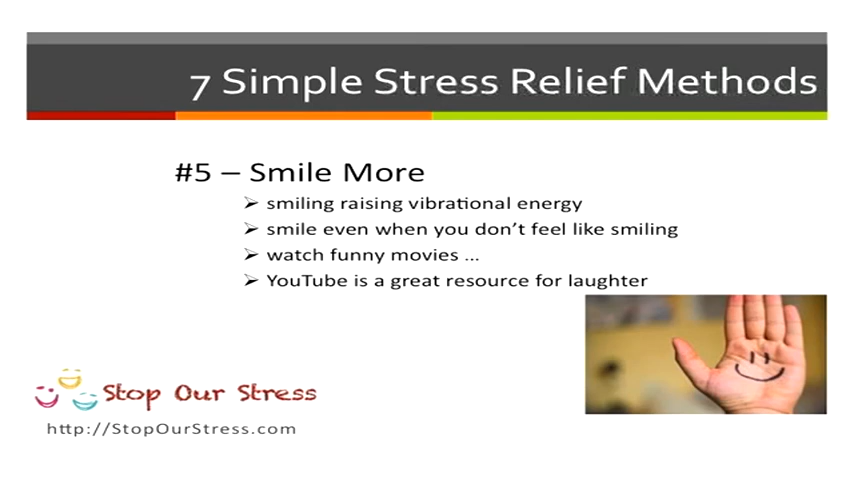 7 Simple Stress Relief Methods
#5 – Smile More
smiling raising vibrational energy
smile even when you don't feel like smiling
watch funny movies ...
YouTube is a great resource for laughter
Stop Our Stress
http://StopOurStress.com